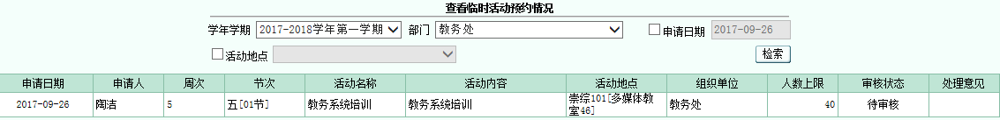 查看临时活动预约情况
学年学期 2017-2018学年第一学期 部门 教务处 申请日期 2017-09-26
活动地点 检索
申请日期 申请人 周次 节次 活动名称 活动内容 活动地点 组织单位 人数上限 审核状态 处理意见
2017-09-26 陶洁 5 五[01节] 教务系统培训 教务系统培训 崇综101[多媒体教室46] 教务处 40 待审核